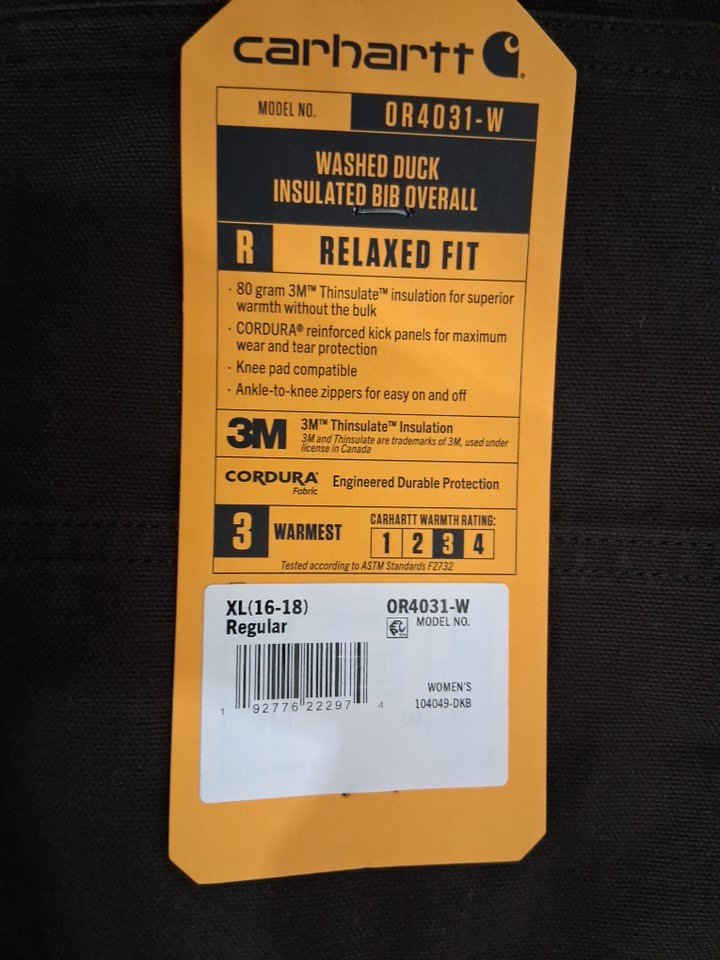 carhartt
MODEL NO. OR4031-W
WASHED DUCK
INSULATED BIB OVERALL
R RELAXED FIT
· 80 gram 3M™ Thinsulate™ insulation for superior
warmth without the bulk
· CORDURA® reinforced kick panels for maximum
wear and tear protection
· Knee pad compatible
· Ankle-to-knee zippers for easy on and off
3M 3M™ Thinsulate™ Insulation
3M and Thinsulate are trademarks of 3M, used under
license in Canada
CORDURA® Engineered Durable Protection
Fabric
3 WARMEST CARHARTT WARMTH RATING:
1 2 3 4
Tested according to ASTM Standards F2732
XL(16-18) OR4031-W
Regular MODEL NO.
WOMEN'S
104049-DKB
1 92776 22297 4